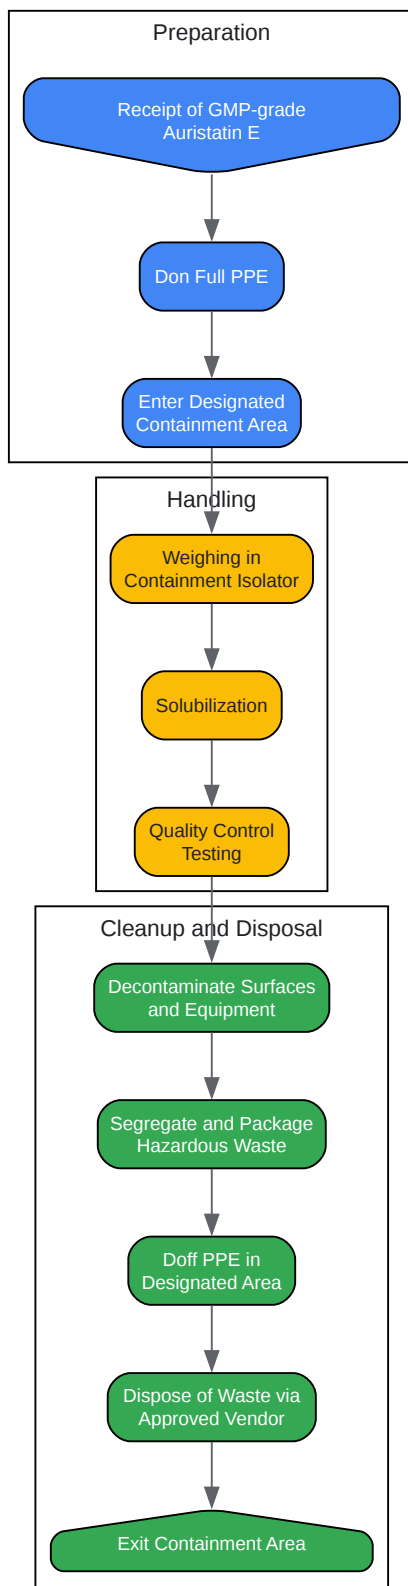 Preparation
Receipt of GMP-grade
Auristatin E
Don Full PPE
Enter Designated
Containment Area
Handling
Weighing in
Containment Isolator
Solubilization
Quality Control
Testing
Cleanup and Disposal
Decontaminate Surfaces
and Equipment
Segregate and Package
Hazardous Waste
Doff PPE in
Designated Area
Dispose of Waste via
Approved Vendor
Exit Containment Area